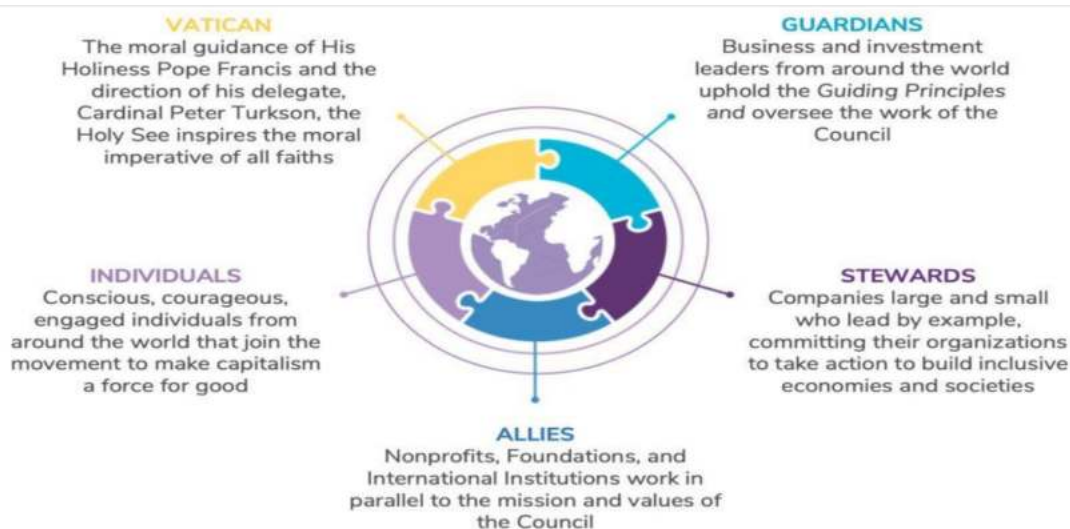 VATICAN
The moral guidance of His
Holiness Pope Francis and the
direction of his delegate,
Cardinal Peter Turkson, the
Holy See inspires the moral
imperative of all faiths
GUARDIANS
Business and investment
leaders from around the world
uphold the Guiding Principles
and oversee the work of the
Council
INDIVIDUALS
Conscious, courageous,
engaged individuals from
around the world that join the
movement to make capitalism
a force for good
STEWARDS
Companies large and small
who lead by example,
committing their organizations
to take action to build inclusive
economies and societies
ALLIES
Nonprofits, Foundations, and
International Institutions work in
parallel to the mission and values of
the Council